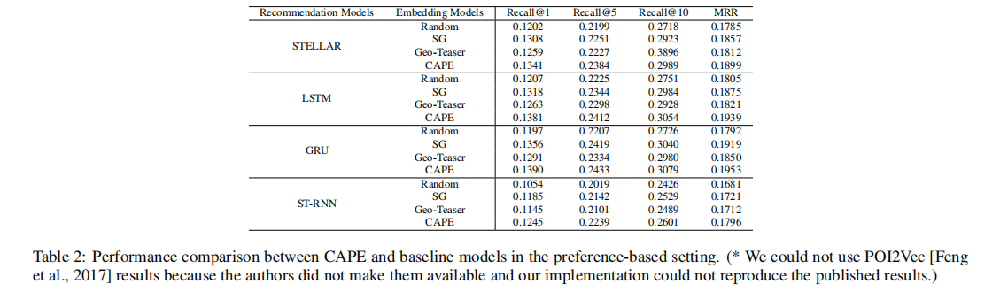 Recommendation Models Embedding Models Recall@1 Recall@5 Recall@10 MRR
Random 0.1202 0.2199 0.2718 0.1785
SG 0.1308 0.2251 0.2923 0.1857
STELLAR
Geo-Teaser 0.1259 0.2227 0.3896 0.1812
CAPE 0.1341 0.2384 0.2989 0.1899
Random 0.1207 0.2225 0.2751 0.1805
SG 0.1318 0.2344 0.2984 0.1875
LSTM
Geo-Teaser 0.1263 0.2298 0.2928 0.1821
CAPE 0.1381 0.2412 0.3054 0.1939
Random 0.1197 0.2207 0.2726 0.1792
SG 0.1356 0.2419 0.3040 0.1919
GRU
Geo-Teaser 0.1291 0.2334 0.2980 0.1850
CAPE 0.1390 0.2433 0.3079 0.1953
Random 0.1054 0.2019 0.2426 0.1681
SG 0.1185 0.2142 0.2529 0.1721
ST-RNN
Geo-Teaser 0.1145 0.2101 0.2489 0.1712
CAPE 0.1245 0.2239 0.2601 0.1796
Table 2: Performance comparison between CAPE and baseline models in the preference-based setting. (* We could not use POI2Vec [Feng
et al., 2017] results because the authors did not make them available and our implementation could not reproduce the published results.)